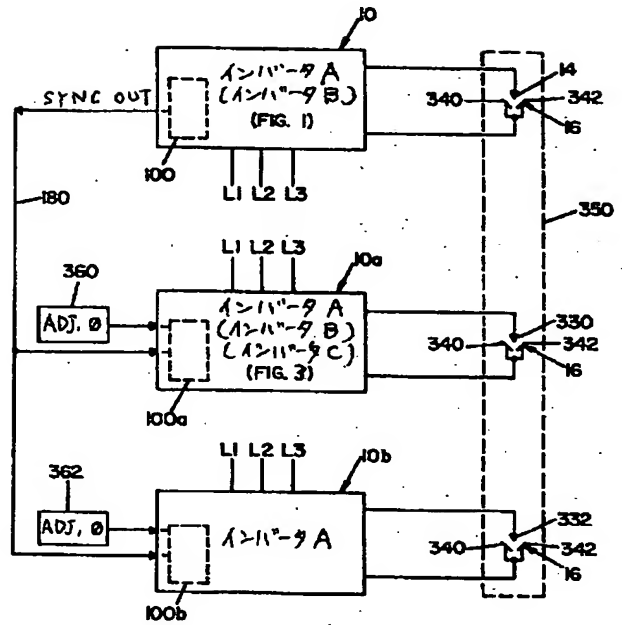 10
インバータ A
(インバータ B)
(FIG. 1)
SYNC OUT
100
L1 L2 L3
14
340
342
16
180
350
L1 L2 L3
10a
360
ADJ, Ø
インバータ A
(インバータ B)
(インバータ C)
(FIG. 3)
100a
330
340
342
16
L1 L2 L3
10b
362
ADJ, Ø
インバータ A
100b
332
340
342
16